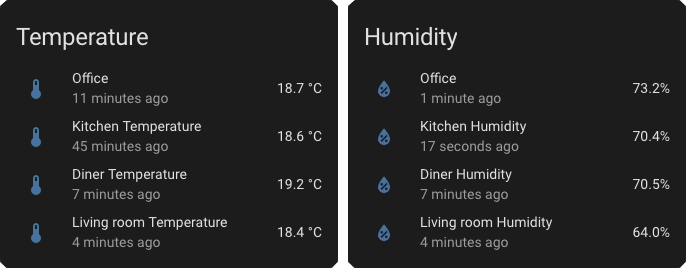 Temperature
Office
11 minutes ago
18.7 °C
Kitchen Temperature
45 minutes ago
18.6 °C
Diner Temperature
7 minutes ago
19.2 °C
Living room Temperature
4 minutes ago
18.4 °C
Humidity
Office
1 minute ago
73.2%
Kitchen Humidity
17 seconds ago
70.4%
Diner Humidity
7 minutes ago
70.5%
Living room Humidity
4 minutes ago
64.0%